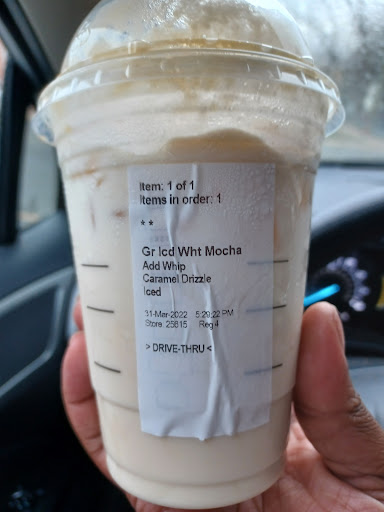 Item: 1 of 1
Items in order: 1
* *
Gr Icd Wht Mocha
Add Whip
Caramel Drizzle
Iced
31-Mar-2022 5:29:22 PM
Store: 25815 Reg 4
> DRIVE-THRU <